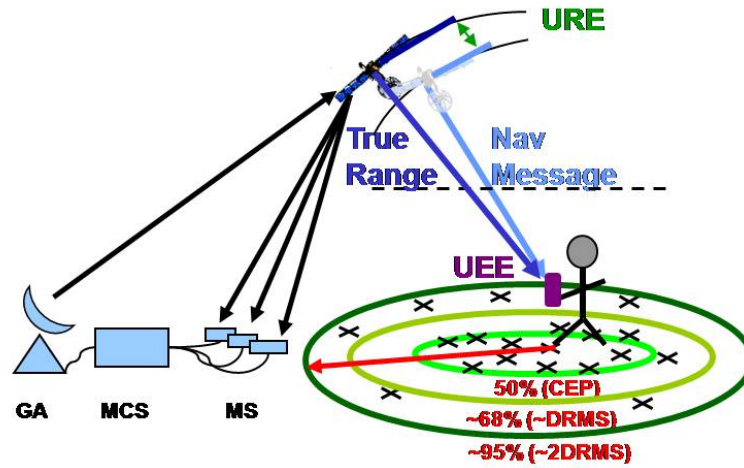 URE
True Nav
Range Message
UEE
50% (CEP)
GA MCS MS
~68% (~DRMS)
~95% (~2DRMS)